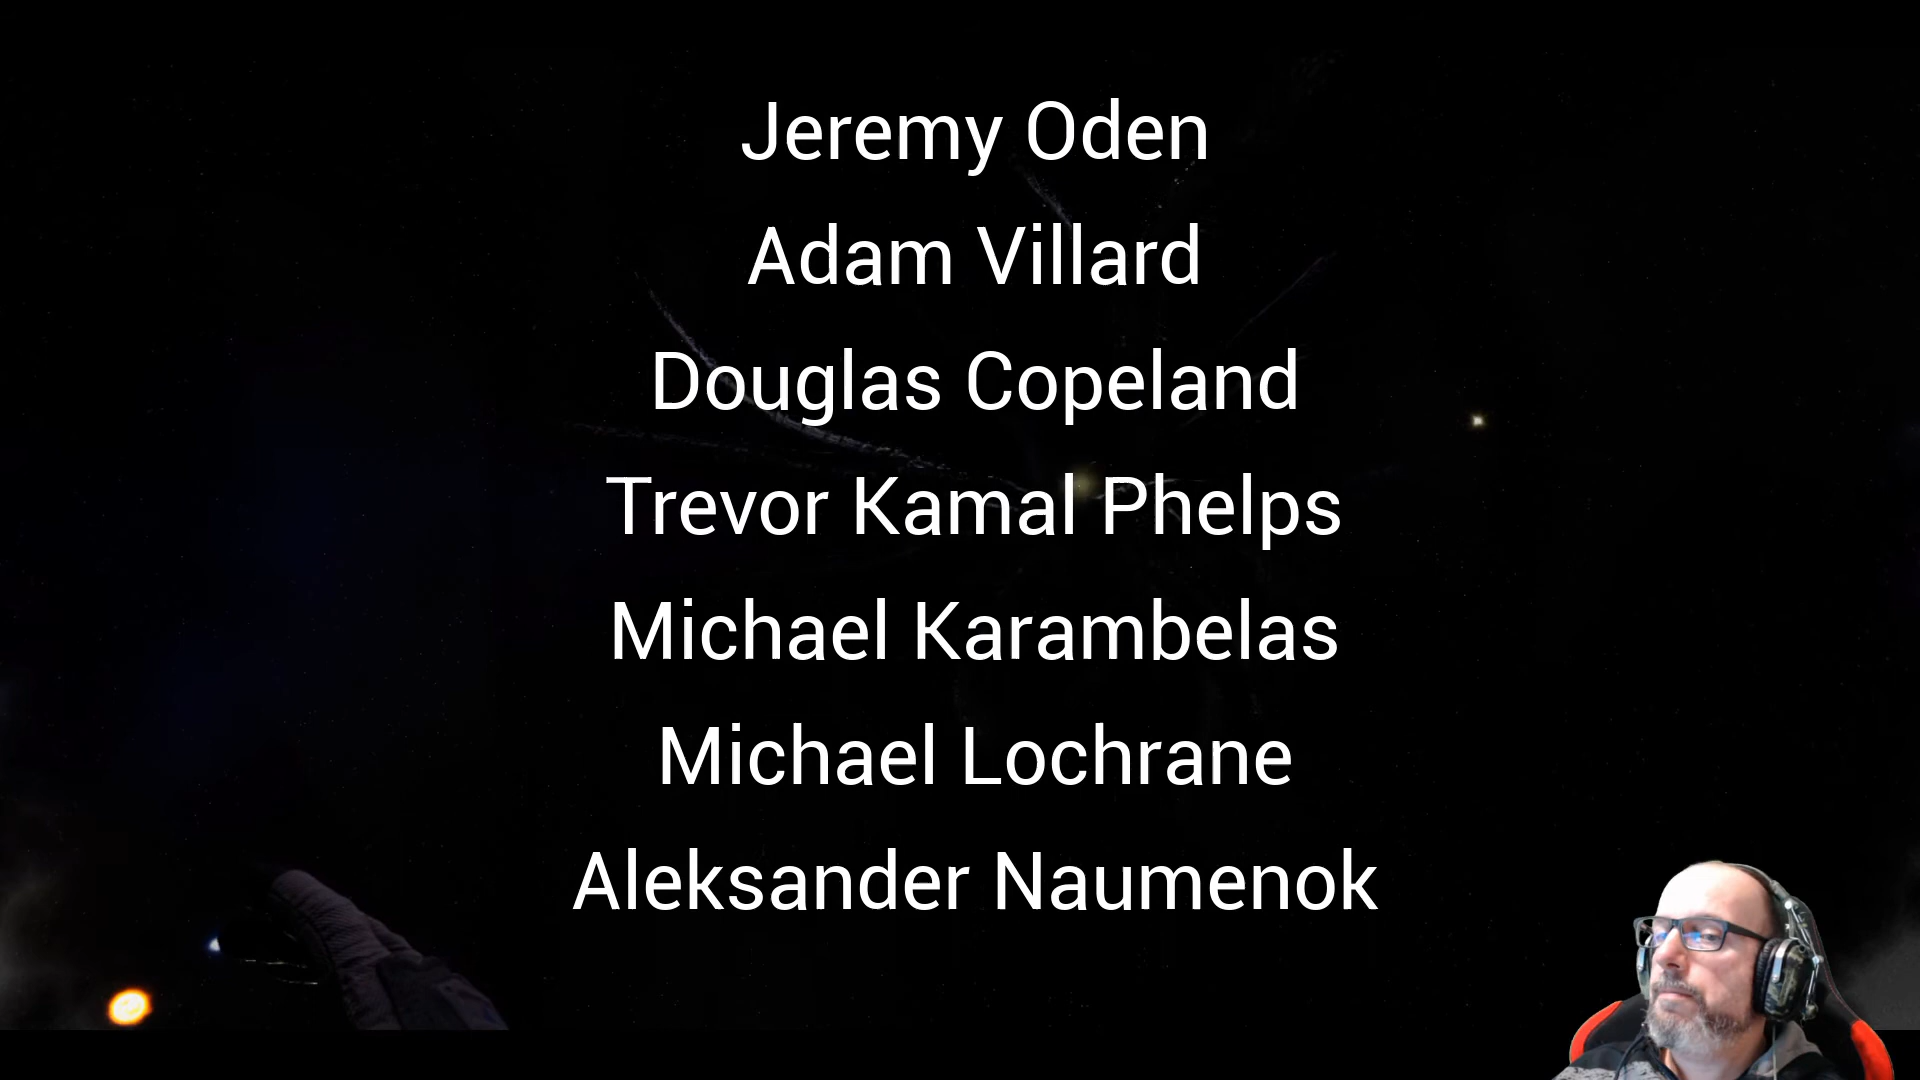 Jeremy Oden
Adam Villard
Douglas Copeland
Trevor Kamal Phelps
Michael Karambelas
Michael Lochrane
Aleksander Naumenok